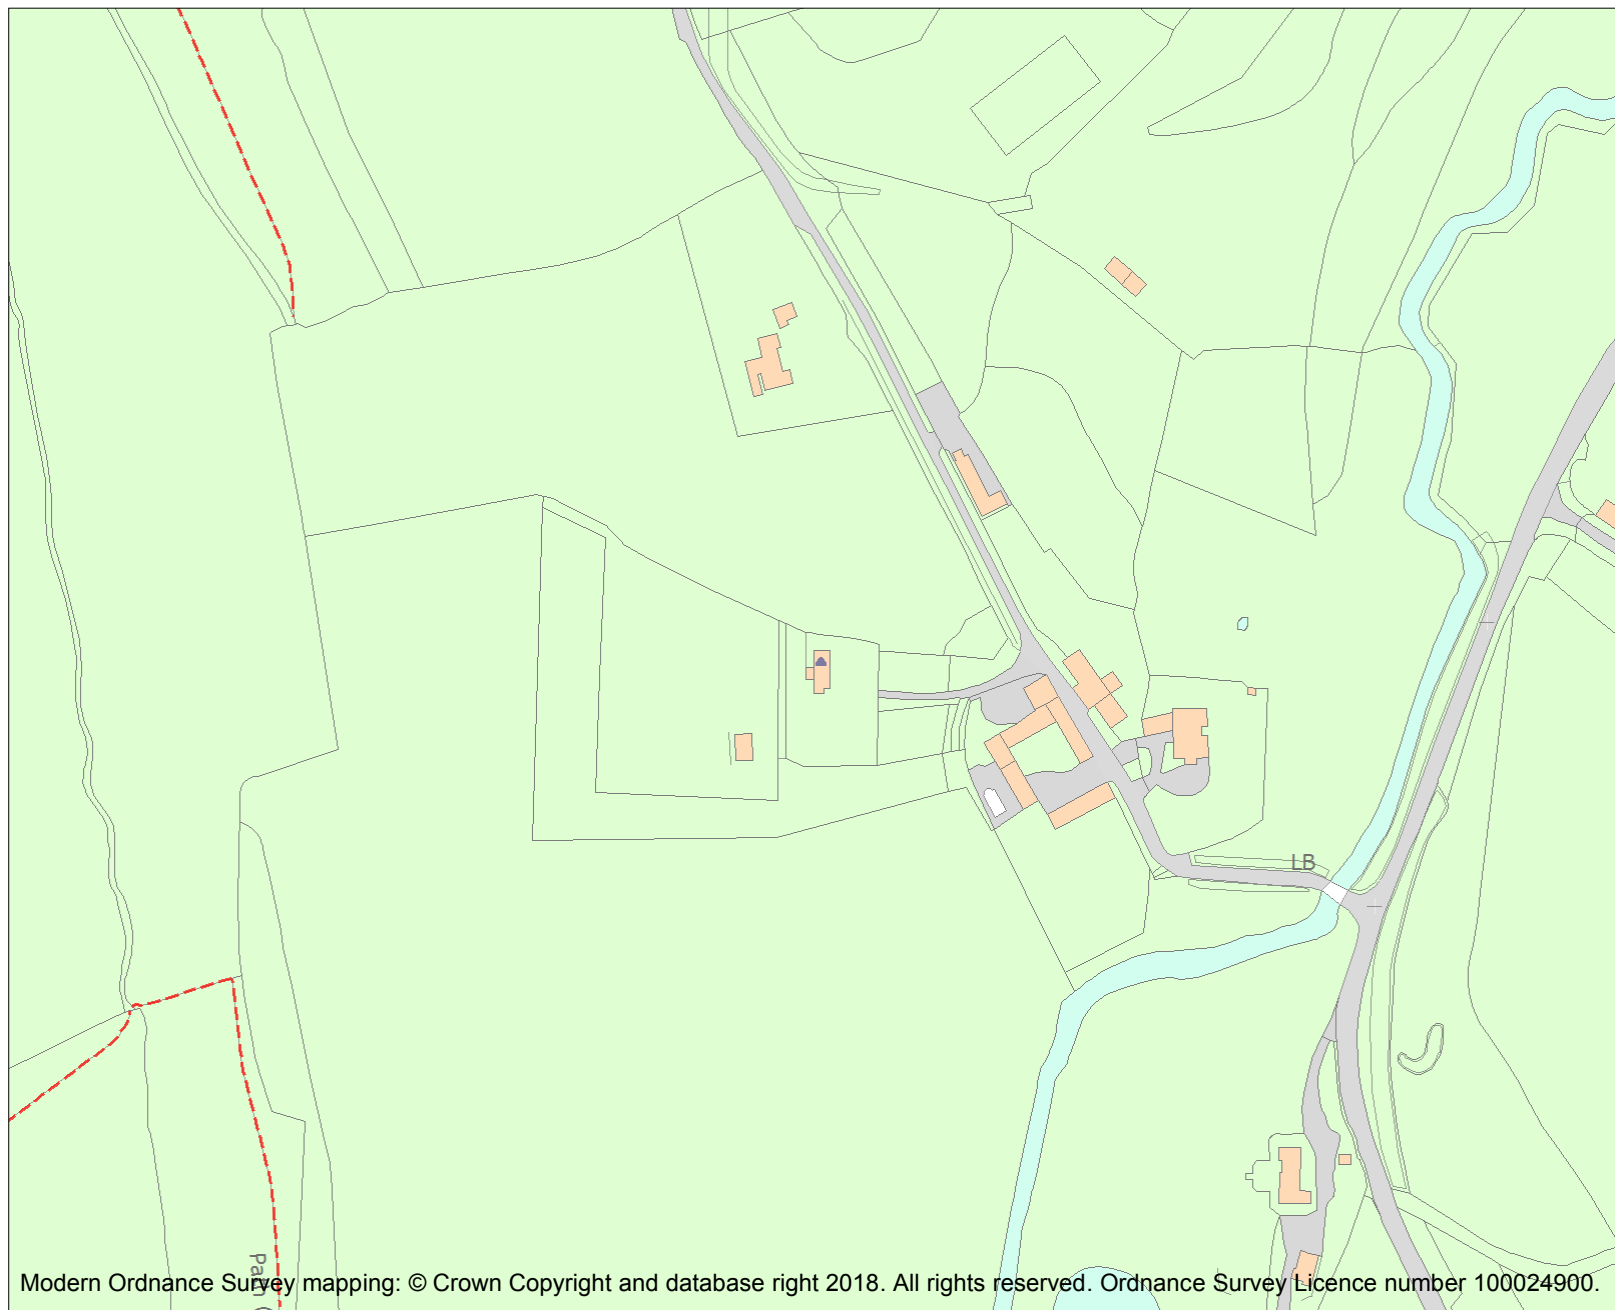 LB
Path (
Modern Ordnance Survey mapping: © Crown Copyright and database right 2018. All rights reserved. Ordnance Survey Licence number 100024900.